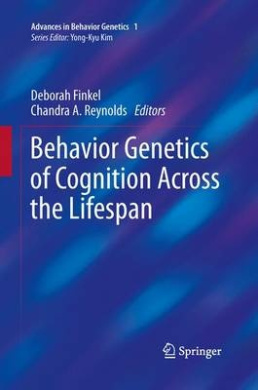 Advances in Behavior Genetics 1
Series Editor: Yong-Kyu Kim
Deborah Finkel
Chandra A. Reynolds Editors
Behavior Genetics
of Cognition Across
the Lifespan
Springer